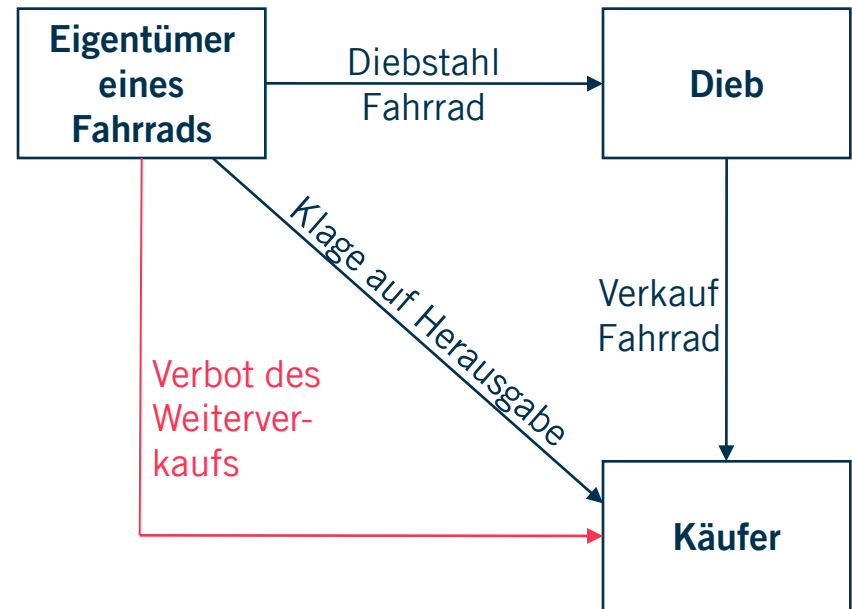 Eigentümer
eines
Fahrrads
Diebstahl
Fahrrad
Dieb
Klage auf Herausgabe
Verkauf
Fahrrad
Verbot des
Weiterver-
kaufs
Käufer